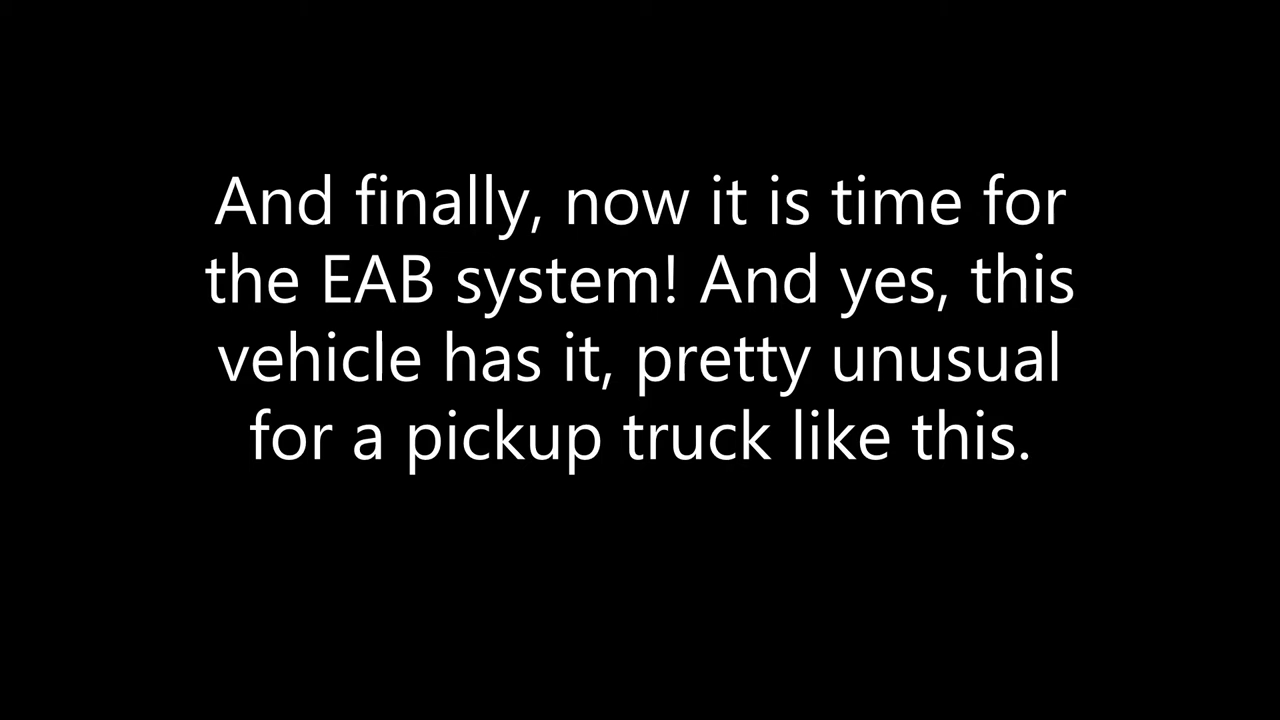 And finally, now it is time for
the EAB system! And yes, this
vehicle has it, pretty unusual
for a pickup truck like this.